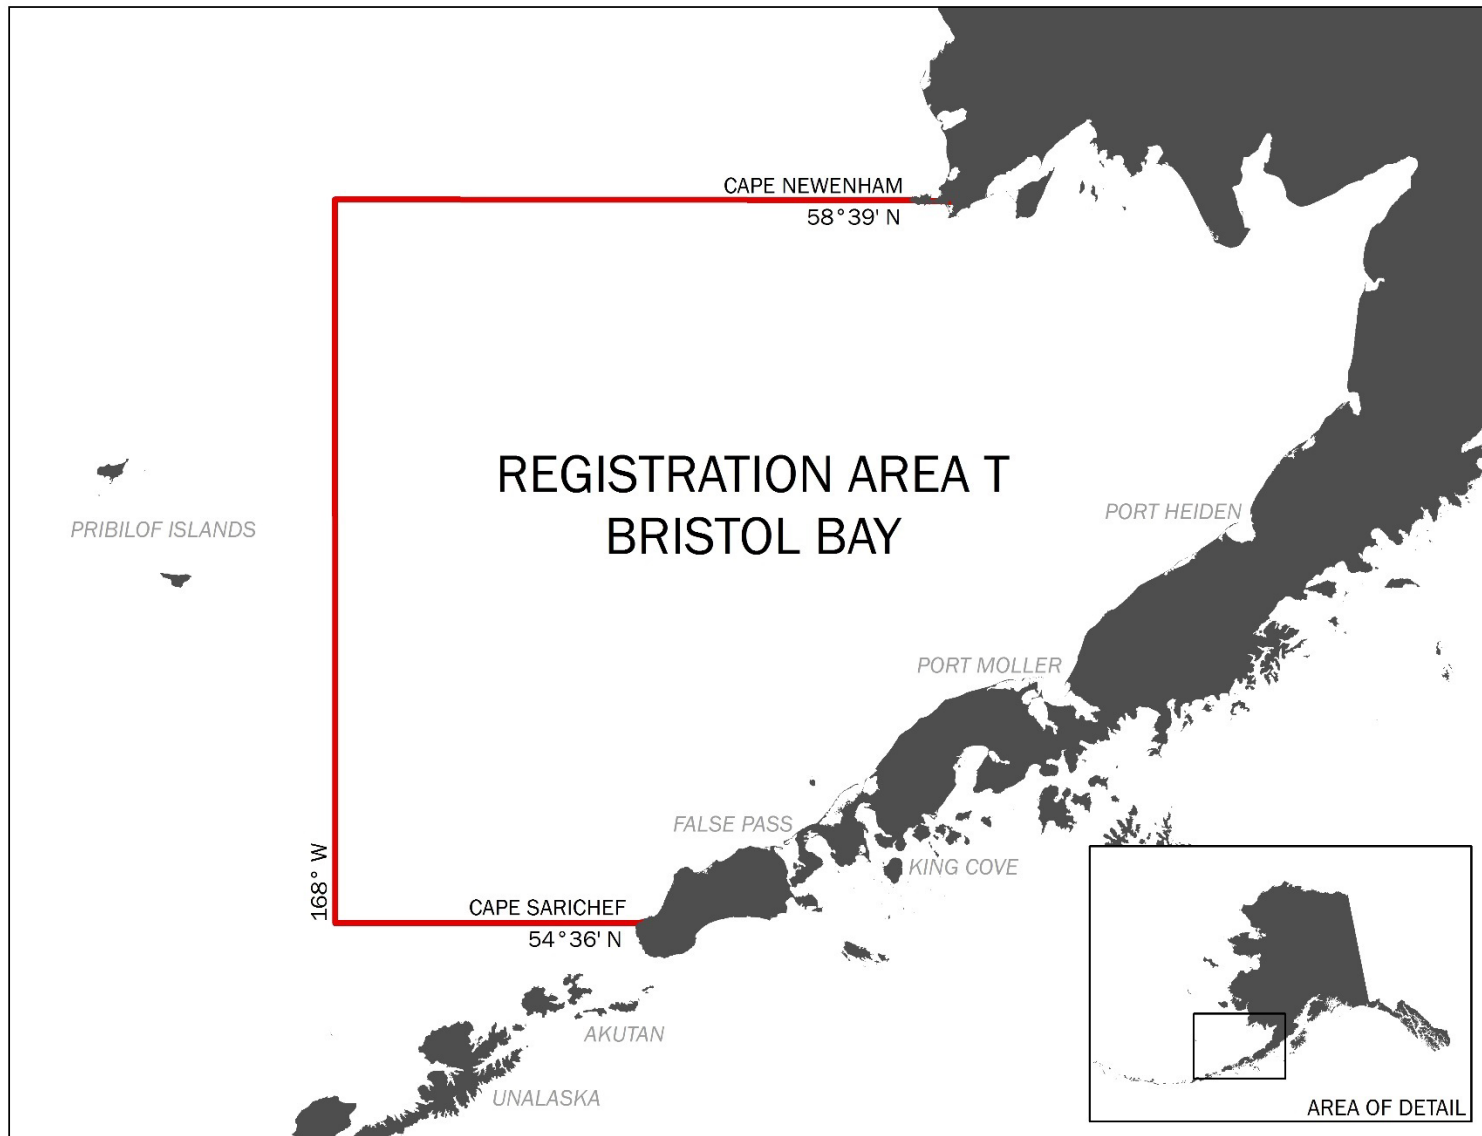 CAPE NEWENHAM
58°39' N
REGISTRATION AREA T
BRISTOL BAY
PRIBILOF ISLANDS
PORT HEIDEN
PORT MOLLER
FALSE PASS
KING COVE
168° W
CAPE SARICHEF
54°36' N
AKUTAN
UNALASKA
AREA OF DETAIL